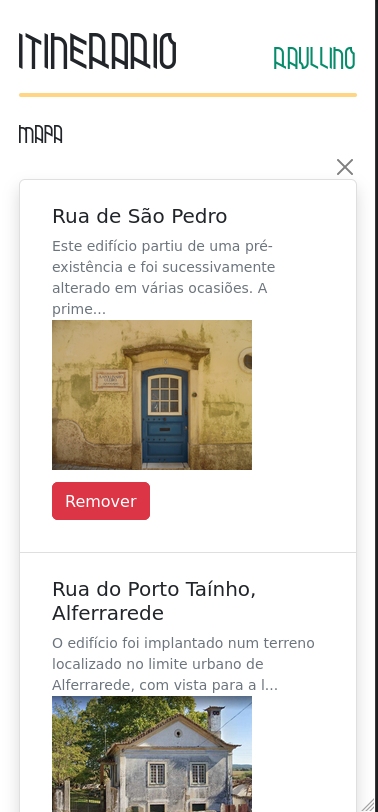 ITINERARIO
RAULLINO
MAPA
Rua de São Pedro
Este edifício partiu de uma pré-
existência e foi sucessivamente
alterado em várias ocasiões. A
prime...
Remover
Rua do Porto Taínho,
Alferrarede
O edifício foi implantado num terreno
localizado no limite urbano de
Alferrarede, com vista para a l...